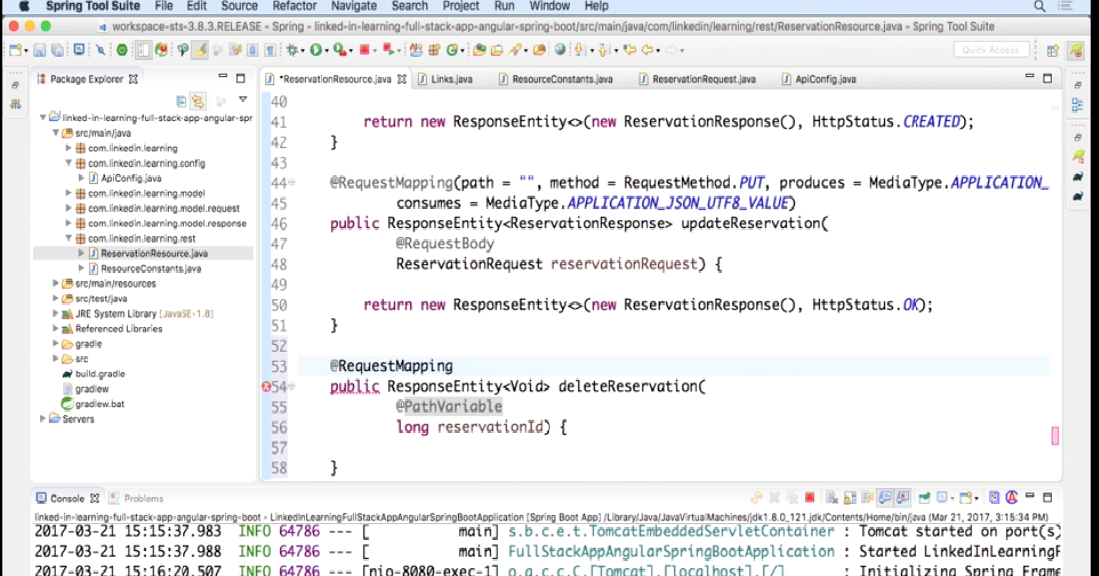 Spring Tool Suite File Edit Source Refactor Navigate Search Project Run Window Help
workspace-sts-3.8.3.RELEASE - Spring - linked-in-learning-full-stack-app-angular-spring-boot/src/main/java/com/linkedin/learning/rest/ReservationResource.java - Spring Tool Suite
Quick Access
Package Explorer
*ReservationResource.java Links.java ResourceConstants.java ReservationRequest.java ApiConfig.java
linked-in-learning-full-stack-app-angular-spr
src/main/java
com.linkedin.learning
com.linkedin.learning.config
ApiConfig.java
com.linkedin.learning.model
com.linkedin.learning.model.request
com.linkedin.learning.model.response
com.linkedin.learning.rest
ReservationResource.java
ResourceConstants.java
src/main/resources
src/test/java
JRE System Library [JavaSE-1.8]
Referenced Libraries
gradle
src
build.gradle
gradlew
gradlew.bat
Servers
40
41 return new ResponseEntity<>(new ReservationResponse(), HttpStatus.CREATED);
42 }
43
44 @RequestMapping(path = "", method = RequestMethod.PUT, produces = MediaType.APPLICATION_
45 consumes = MediaType.APPLICATION_JSON_UTF8_VALUE)
46 public ResponseEntity<ReservationResponse> updateReservation(
47 @RequestBody
48 ReservationRequest reservationRequest) {
49
50 return new ResponseEntity<>(new ReservationResponse(), HttpStatus.OK);
51 }
52
53 @RequestMapping
54 public ResponseEntity<Void> deleteReservation(
55 @PathVariable
56 long reservationId) {
57
58 }
Console Problems
linked-in-learning-full-stack-app-angular-spring-boot - LinkedInLearningFullStackAppAngularSpringBootApplication [Spring Boot App] /Library/Java/JavaVirtualMachines/jdk1.8.0_121.jdk/Contents/Home/bin/java (Mar 21, 2017, 3:15:34 PM)
2017-03-21 15:15:37.983 INFO 64786 --- [ main] s.b.c.e.t.TomcatEmbeddedServletContainer : Tomcat started on port(s)
2017-03-21 15:15:37.988 INFO 64786 --- [ main] FullStackAppAngularSpringBootApplication : Started LinkedInLearningF
2017-03-21 15:16:20.507 INFO 64786 --- [nio-8080-exec-1] o.a.c.c.C.[Tomcat].[localhost].[/] : Initializing Spring Frame